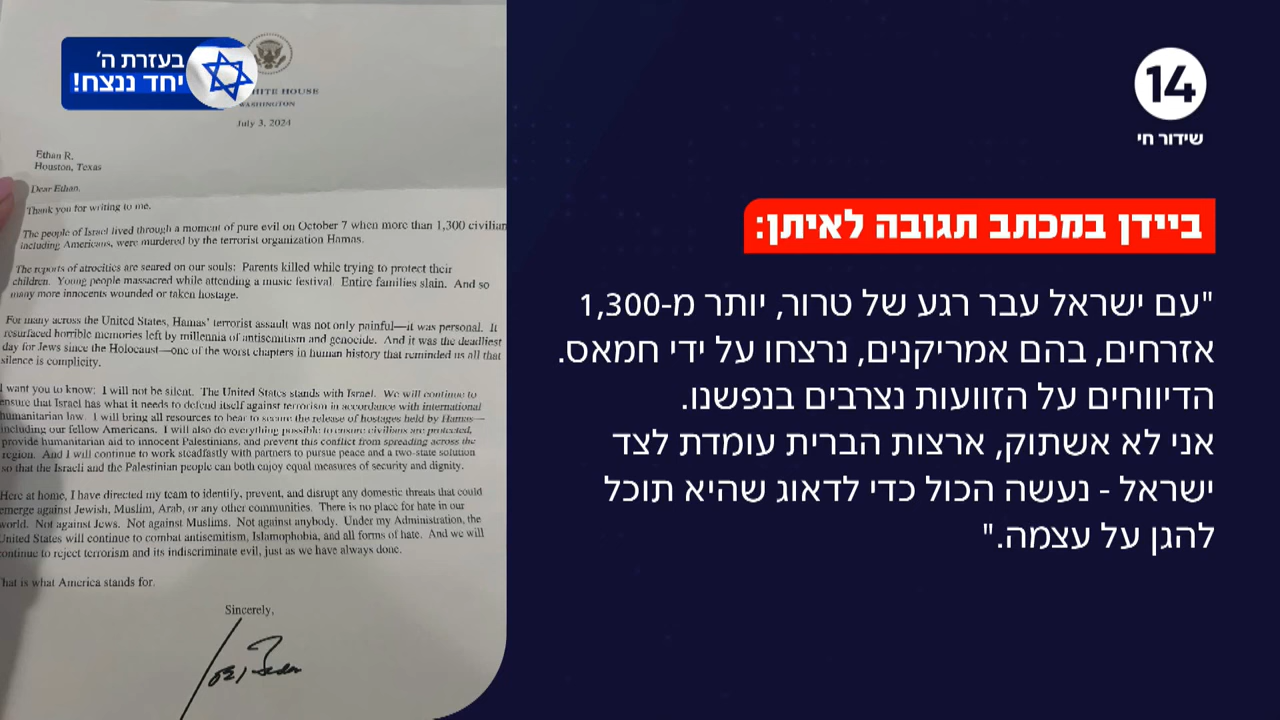 בעזרת ה'
יחד ננצח!
HITE HOUSE
WASHINGTON
July 3, 2024
Ethan R.
Houston, Texas
Dear Ethan,
Thank you for writing to me.
The people of Israel lived through a moment of pure evil on October 7 when more than 1,300 civilian
including Americans, were murdered by the terrorist organization Hamas.
The reports of atrocities are seared on our souls: Parents killed while trying to protect their
children. Young people massacred while attending a music festival. Entire families slain. And so
many more innocents wounded or taken hostage.
For many across the United States, Hamas' terrorist assault was not only painful—it was personal. It
resurfaced horrible memories left by millennia of antisemitism and genocide. And it was the deadliest
day for Jews since the Holocaust—one of the worst chapters in human history that reminded us all that
silence is complicity.
I want you to know: I will not be silent. The United States stands with Israel. We will continue to
ensure that Israel has what it needs to defend itself against terrorism in accordance with international
humanitarian law. I will bring all resources to bear to secure the release of hostages held by Hamas—
including our fellow Americans. I will also do everything possible to ensure civilians are protected,
provide humanitarian aid to innocent Palestinians, and prevent this conflict from spreading across the
region. And I will continue to work steadfastly with partners to pursue peace and a two-state solution
so that the Israeli and the Palestinian people can both enjoy equal measures of security and dignity.
Here at home, I have directed my team to identify, prevent, and disrupt any domestic threats that could
emerge against Jewish, Muslim, Arab, or any other communities. There is no place for hate in our
world. Not against Jews. Not against Muslims. Not against anybody. Under my Administration, the
United States will continue to combat antisemitism, Islamophobia, and all forms of hate. And we will
continue to reject terrorism and its indiscriminate evil, just as we have always done.
hat is what America stands for.
Sincerely,
14
שידור חי
ביידן במכתב תגובה לאיתן:
"עם ישראל עבר רגע של טרור, יותר מ-1,300
אזרחים, בהם אמריקנים, נרצחו על ידי חמאס.
הדיווחים על הזוועות נצרבים בנפשנו.
אני לא אשתוק, ארצות הברית עומדת לצד
ישראל - נעשה הכול כדי לדאוג שהיא תוכל
להגן על עצמה."